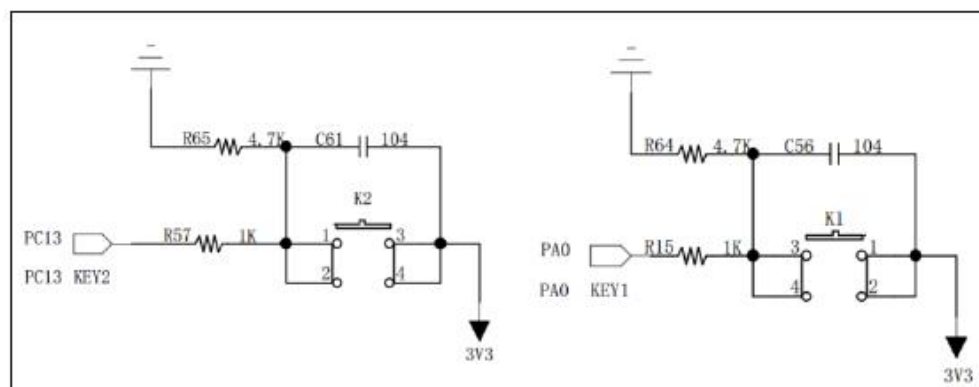 R65 4.7K C61 104
K2
PC13 R57 1K 1 3
2 4
PC13 KEY2
3V3
R64 4.7K C56 104
K1
PA0 R15 1K 3 1
4 2
PA0 KEY1
3V3